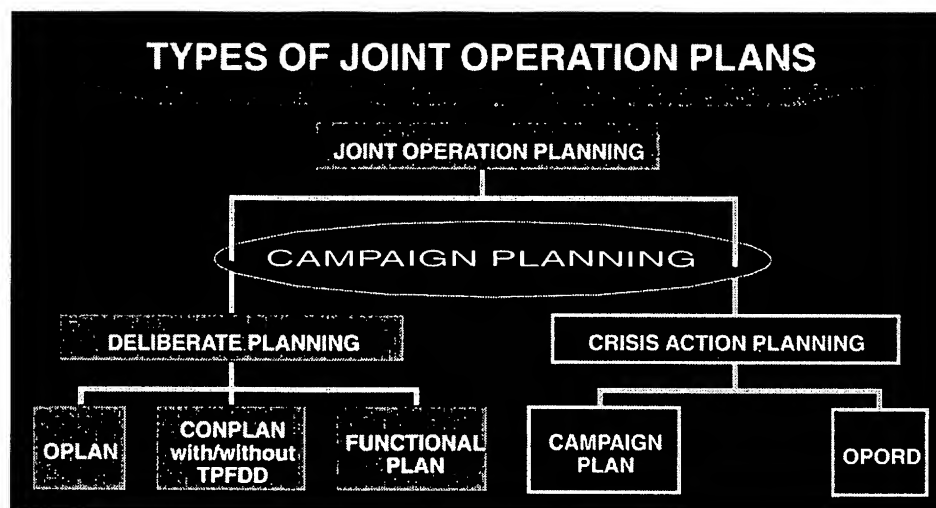 TYPES OF JOINT OPERATION PLANS
JOINT OPERATION PLANNING
CAMPAIGN PLANNING
DELIBERATE PLANNING
CRISIS ACTION PLANNING
OPLAN
CONPLAN
with/without
TPFDD
FUNCTIONAL
PLAN
CAMPAIGN
PLAN
OPORD